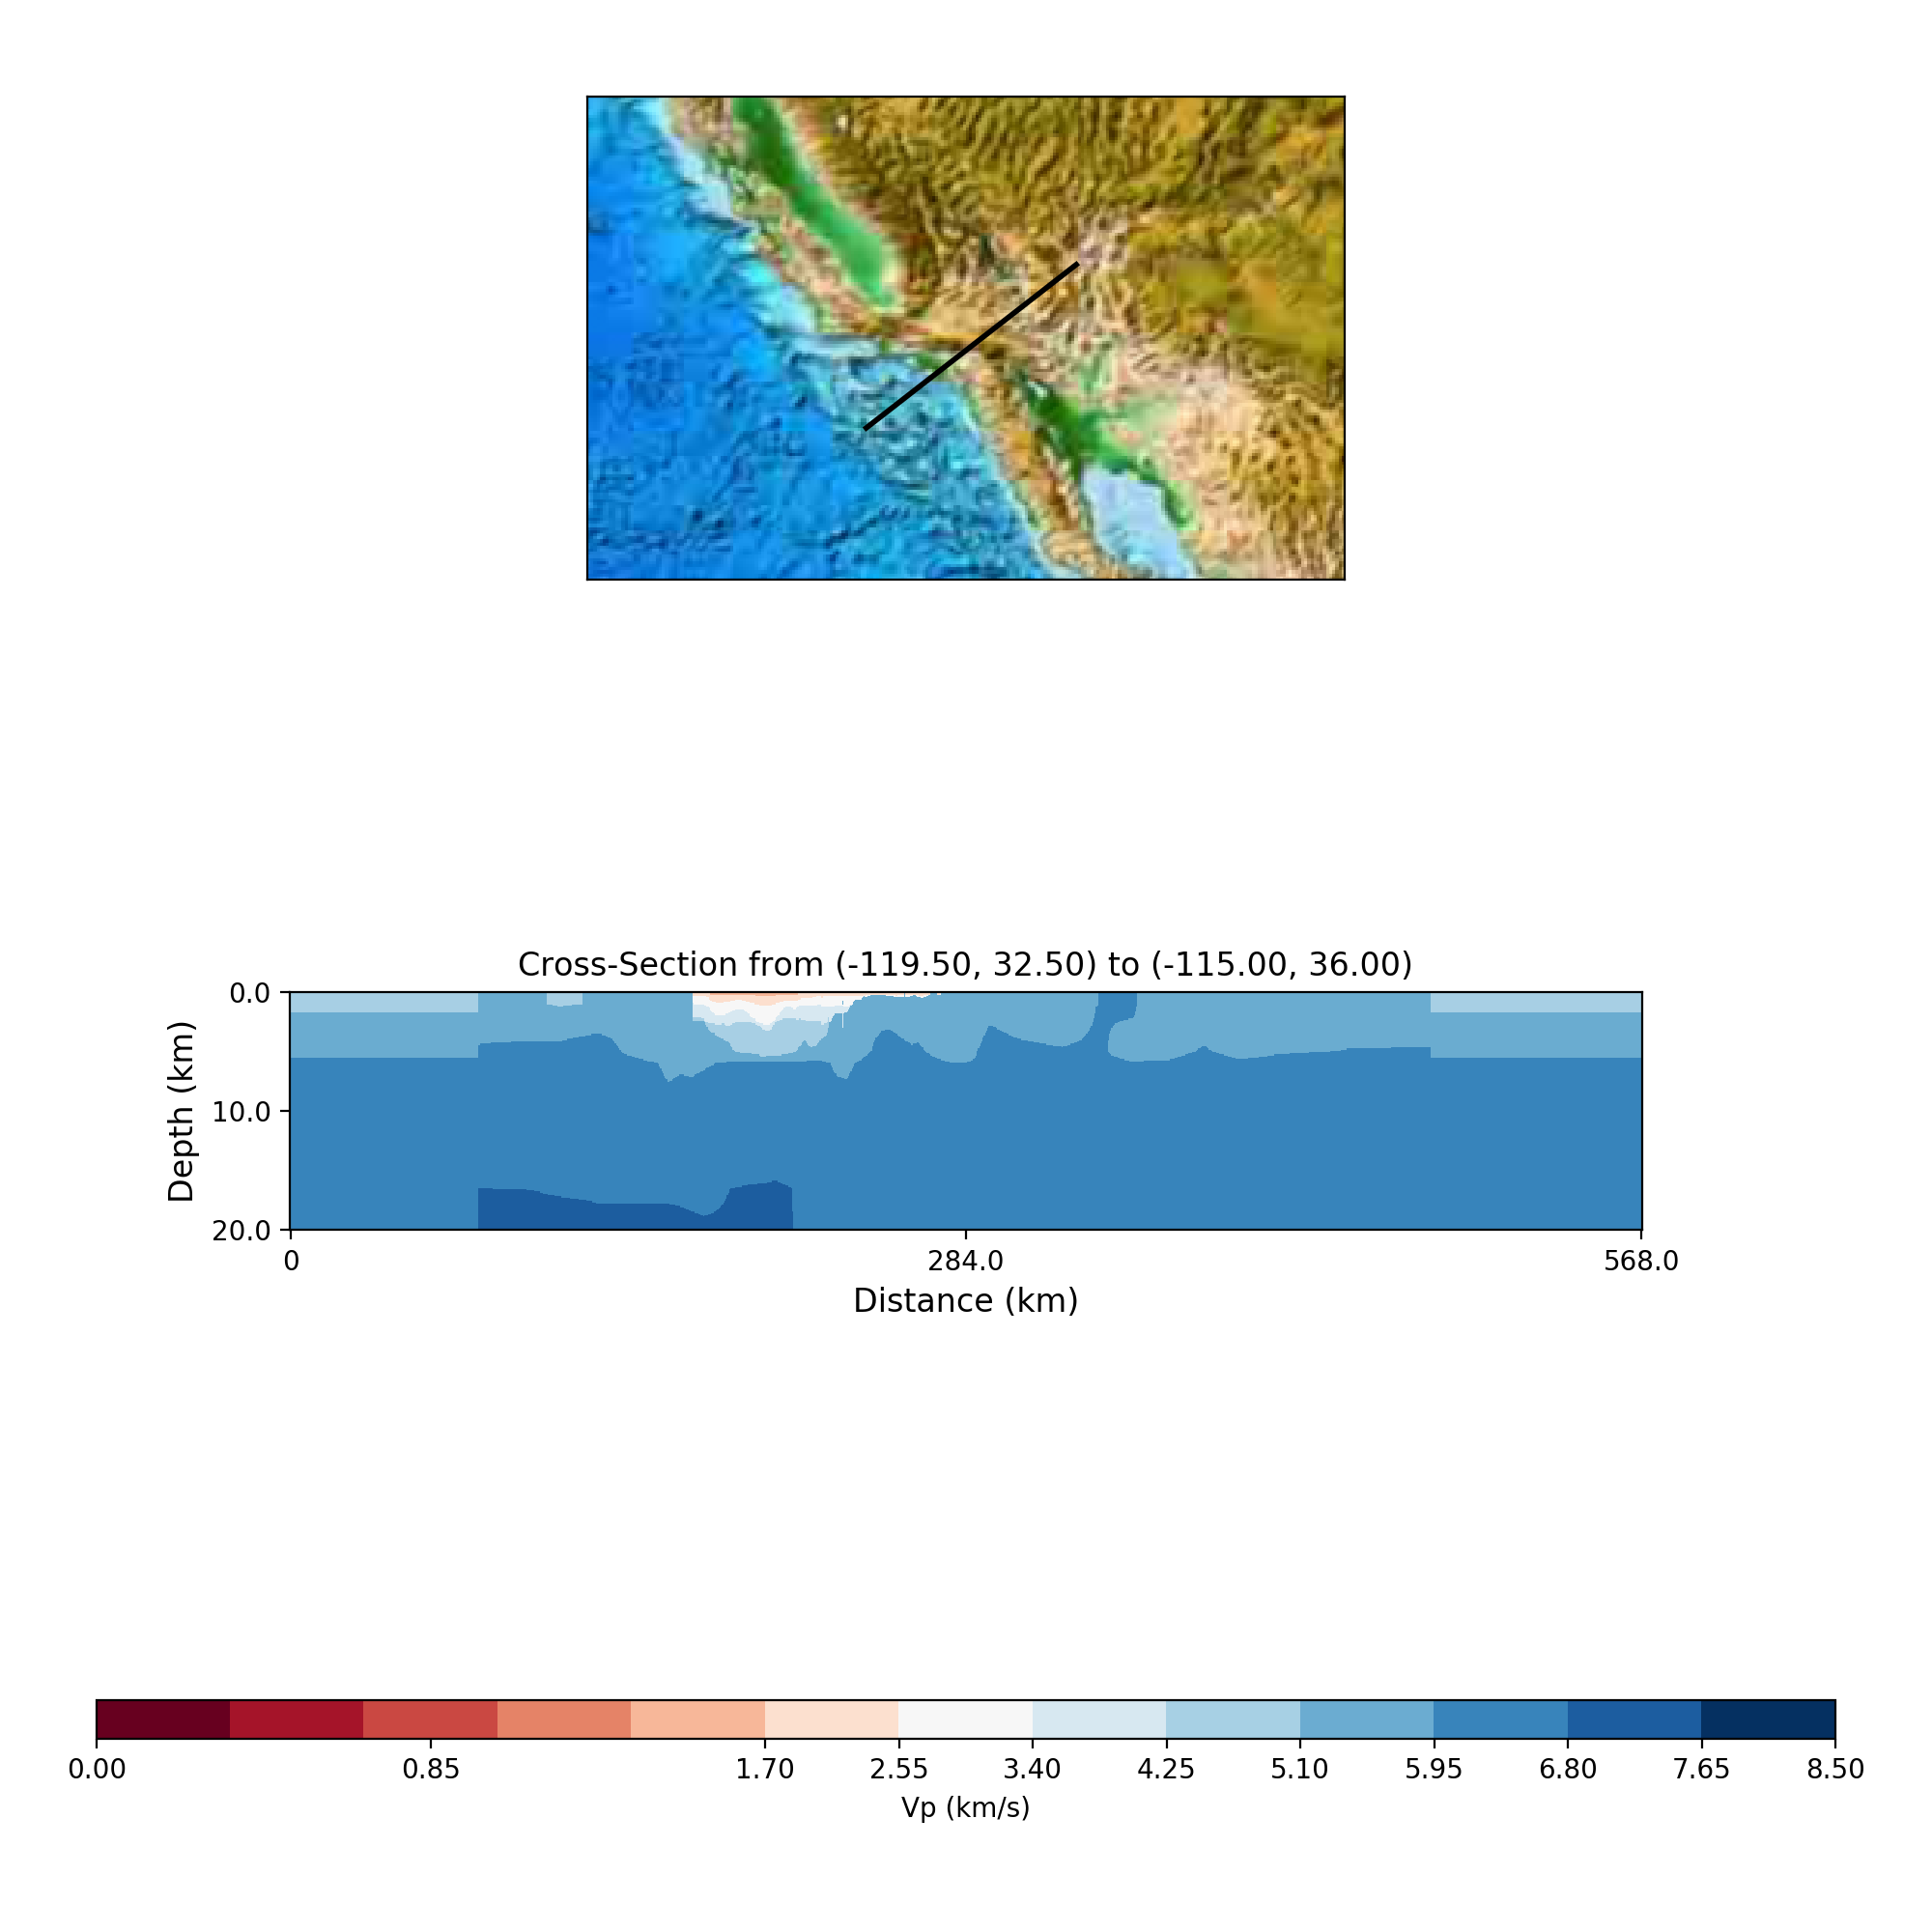 Cross-Section from (-119.50, 32.50) to (-115.00, 36.00)
0.0
10.0
20.0
Depth (km)
0 284.0 568.0
Distance (km)
0.00 0.85 1.70 2.55 3.40 4.25 5.10 5.95 6.80 7.65 8.50
Vp (km/s)